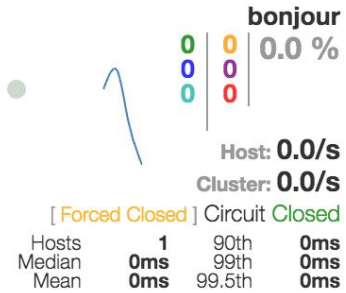 bonjour
0 0 0.0 %
0 0
0 0
Host: 0.0/s
Cluster: 0.0/s
[ Forced Closed ] Circuit Closed
Hosts 1 90th 0ms
Median 0ms 99th 0ms
Mean 0ms 99.5th 0ms